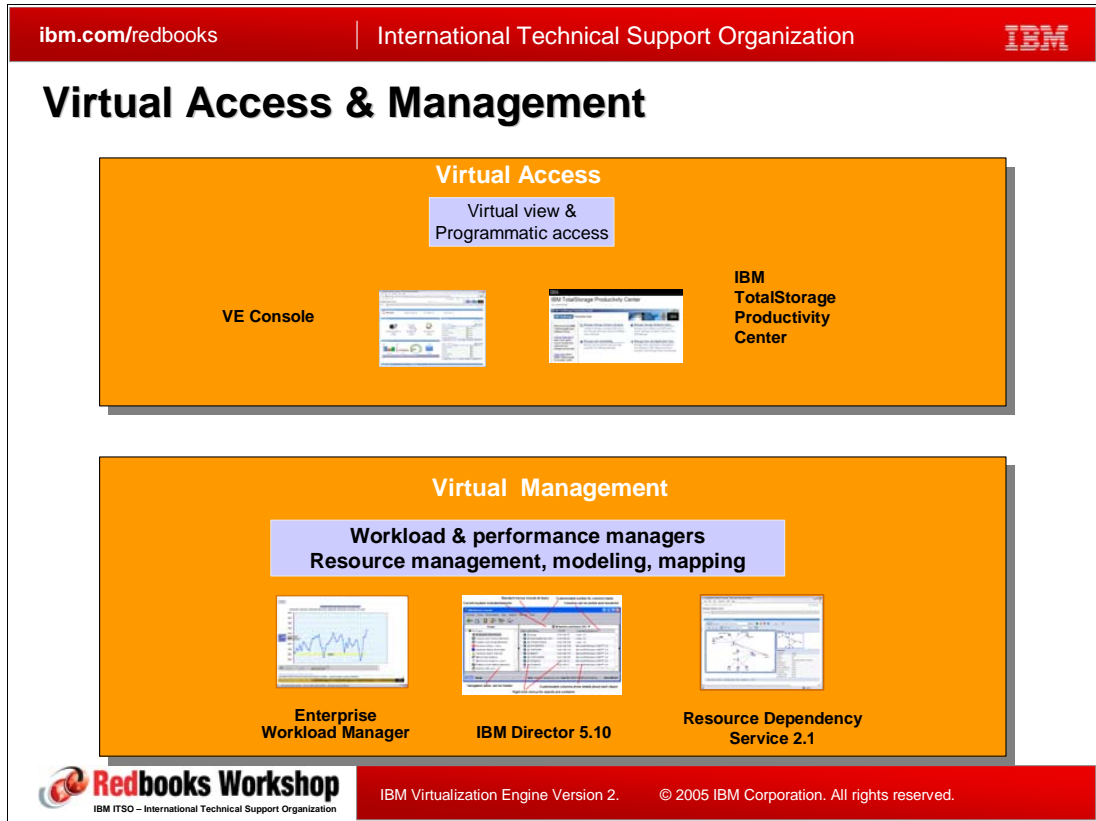 ibm.com/redbooks
International Technical Support Organization
IBM
Virtual Access & Management
Virtual Access
Virtual view &
Programmatic access
VE Console
IBM TotalStorage Productivity Center
IBM
TotalStorage
Productivity
Center
Virtual Management
Workload & performance managers
Resource management, modeling, mapping
Enterprise
Workload Manager
IBM Director 5.10
Resource Dependency
Service 2.1
Redbooks Workshop
IBM ITSO – International Technical Support Organization
IBM Virtualization Engine Version 2.
© 2005 IBM Corporation. All rights reserved.